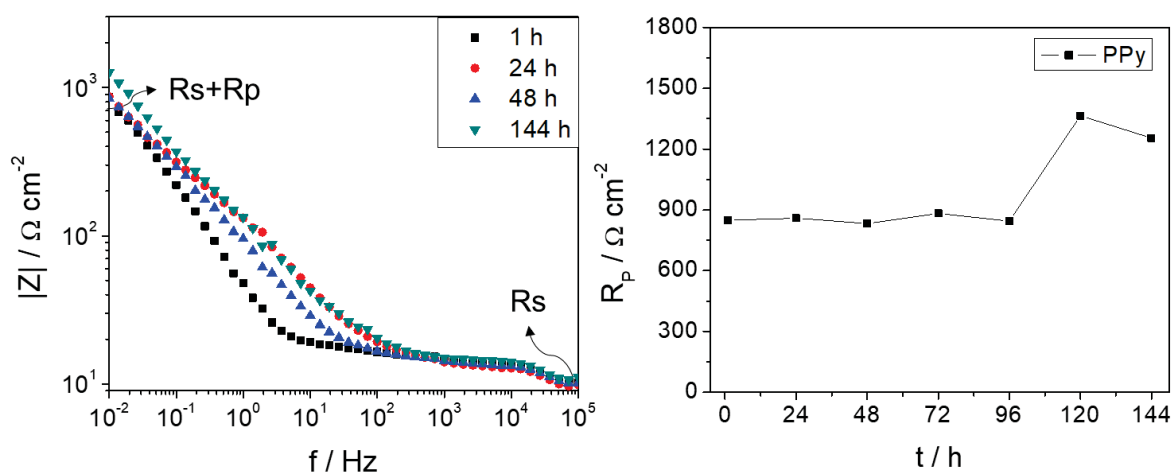 |Z| / Ω cm⁻²
10³
10²
10¹
Rs+Rp
Rs
1 h
24 h
48 h
144 h
10⁻² 10⁻¹ 10⁰ 10¹ 10² 10³ 10⁴ 10⁵
f / Hz
R_P / Ω cm⁻²
1800
1500
1200
900
600
300
0
PPy
0 24 48 72 96 120 144
t / h